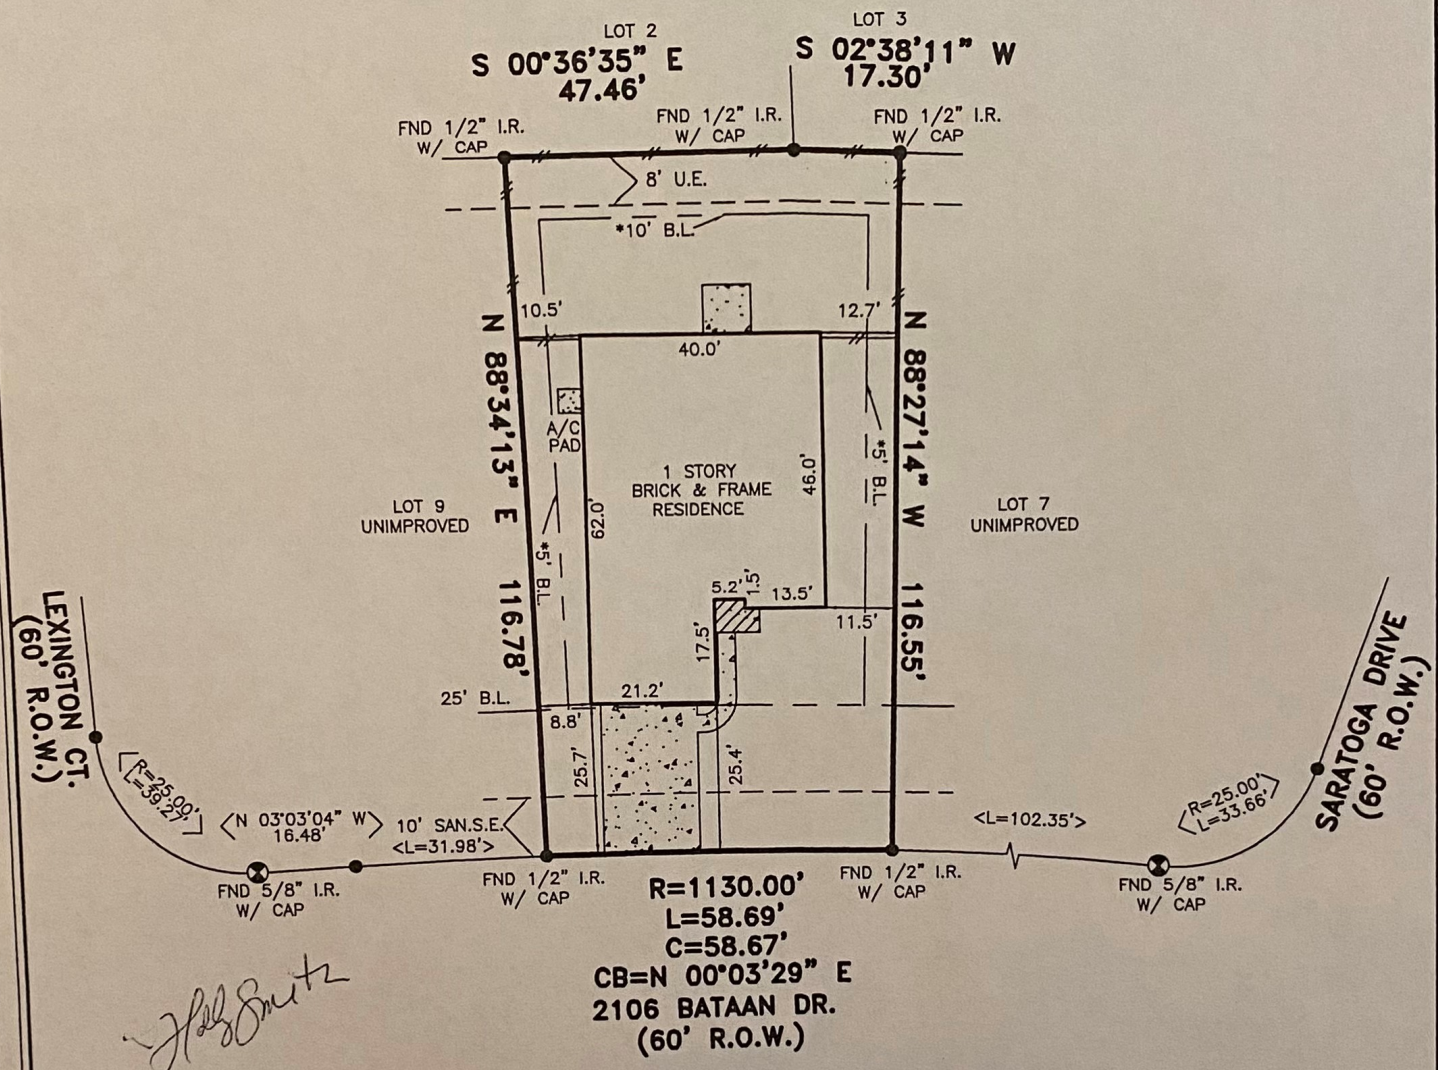 LOT 2
LOT 3
S 00°36'35" E
47.46'
S 02°38'11" W
17.30'
FND 1/2" I.R.
W/ CAP
FND 1/2" I.R.
W/ CAP
FND 1/2" I.R.
W/ CAP
8' U.E.
*10' B.L.
10.5'
12.7'
40.0'
N 88°34'13" E 116.78'
N 88°27'14" W 116.55'
A/C
PAD
*5' B.L.
*5' B.L.
1 STORY
BRICK & FRAME
RESIDENCE
46.0'
62.0'
LOT 9
UNIMPROVED
LOT 7
UNIMPROVED
5.2'
1.5'
13.5'
11.5'
17.5'
21.2'
25' B.L.
8.8'
25.7'
25.4'
LEXINGTON CT.
(60' R.O.W.)
SARATOGA DRIVE
(60' R.O.W.)
R=25.00'
L=39.27'
<N 03°03'04" W>
16.48'
10' SAN.S.E.
<L=31.98'>
<L=102.35'>
R=25.00'
L=33.66'
FND 5/8" I.R.
W/ CAP
FND 1/2" I.R.
W/ CAP
FND 1/2" I.R.
W/ CAP
FND 5/8" I.R.
W/ CAP
R=1130.00'
L=58.69'
C=58.67'
CB=N 00°03'29" E
2106 BATAAN DR.
(60' R.O.W.)
Smith